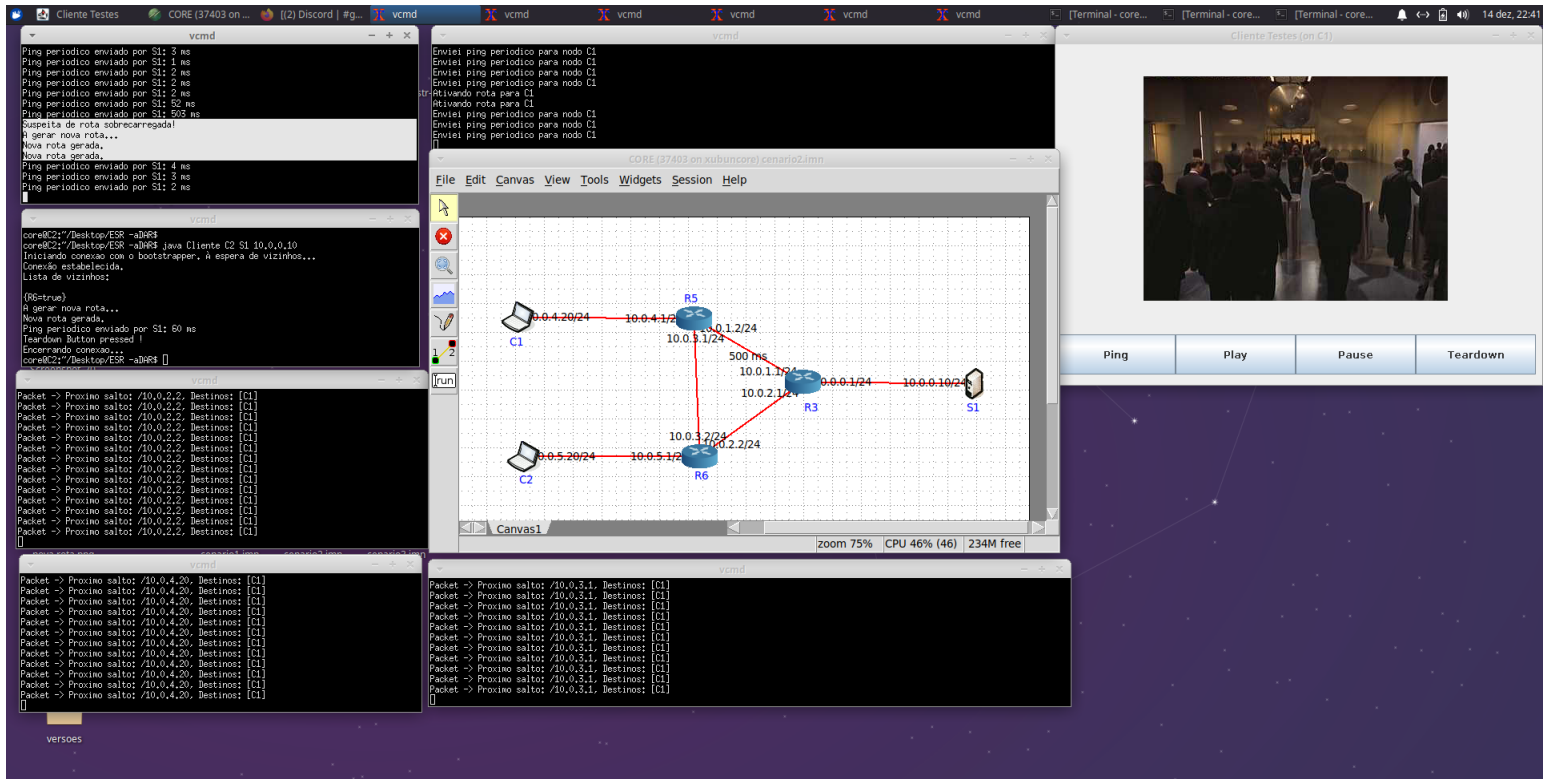 Cliente Testes
CORE (37403 on ...
[(2) Discord | #g...
vcmd
vcmd
vcmd
vcmd
vcmd
vcmd
[Terminal - core...
[Terminal - core...
[Terminal - core...
14 dez, 22:41
vcmd
Ping periodico enviado por S1: 3 ms
Ping periodico enviado por S1: 1 ms
Ping periodico enviado por S1: 2 ms
Ping periodico enviado por S1: 2 ms
Ping periodico enviado por S1: 2 ms
Ping periodico enviado por S1: 52 ms
Ping periodico enviado por S1: 503 ms
Suspeita de rota sobrecarregada!
A gerar nova rota...
Nova rota gerada.
Nova rota gerada.
Ping periodico enviado por S1: 4 ms
Ping periodico enviado por S1: 3 ms
Ping periodico enviado por S1: 2 ms
vcmd
Enviei ping periodico para nodo C1
Enviei ping periodico para nodo C1
Enviei ping periodico para nodo C1
Enviei ping periodico para nodo C1
Ativando rota para C1
Ativando rota para C1
Enviei ping periodico para nodo C1
Enviei ping periodico para nodo C1
Enviei ping periodico para nodo C1
Cliente Testes (on C1)
Ping
Play
Pause
Teardown
vcmd
core@C2:~/Desktop/ESR -aDAR$
core@C2:~/Desktop/ESR -aDAR$ java Cliente C2 S1 10.0.0.10
Iniciando conexao com o bootstrapper. À espera de vizinhos...
Conexão estabelecida.
Lista de vizinhos:
{R6=true}
A gerar nova rota...
Nova rota gerada.
Ping periodico enviado por S1: 60 ms
Teardown Button pressed !
Encerrando conexao...
core@C2:~/Desktop/ESR -aDAR$
CORE (37403 on xubuncore) cenario2.imn
File Edit Canvas View Tools Widgets Session Help
1 2
run
R5
0.0.4.20/24
10.0.4.1/2
.0.1.2/24
C1
10.0.3.1/24
500 ms
10.0.1.1/2
0.0.0.1/24
10.0.0.10/24
10.0.2.1/24
R3
S1
10.0.3.2/24
0.0.2.2/24
0.0.5.20/24
10.0.5.1/2
C2
R6
Canvas1
zoom 75%
CPU 46% (46)
234M free
vcmd
Packet -> Proximo salto: /10.0.2.2, Destinos: [C1]
Packet -> Proximo salto: /10.0.2.2, Destinos: [C1]
Packet -> Proximo salto: /10.0.2.2, Destinos: [C1]
Packet -> Proximo salto: /10.0.2.2, Destinos: [C1]
Packet -> Proximo salto: /10.0.2.2, Destinos: [C1]
Packet -> Proximo salto: /10.0.2.2, Destinos: [C1]
Packet -> Proximo salto: /10.0.2.2, Destinos: [C1]
Packet -> Proximo salto: /10.0.2.2, Destinos: [C1]
Packet -> Proximo salto: /10.0.2.2, Destinos: [C1]
Packet -> Proximo salto: /10.0.2.2, Destinos: [C1]
Packet -> Proximo salto: /10.0.2.2, Destinos: [C1]
Packet -> Proximo salto: /10.0.2.2, Destinos: [C1]
Packet -> Proximo salto: /10.0.2.2, Destinos: [C1]
Packet -> Proximo salto: /10.0.2.2, Destinos: [C1]
vcmd
Packet -> Proximo salto: /10.0.4.20, Destinos: [C1]
Packet -> Proximo salto: /10.0.4.20, Destinos: [C1]
Packet -> Proximo salto: /10.0.4.20, Destinos: [C1]
Packet -> Proximo salto: /10.0.4.20, Destinos: [C1]
Packet -> Proximo salto: /10.0.4.20, Destinos: [C1]
Packet -> Proximo salto: /10.0.4.20, Destinos: [C1]
Packet -> Proximo salto: /10.0.4.20, Destinos: [C1]
Packet -> Proximo salto: /10.0.4.20, Destinos: [C1]
Packet -> Proximo salto: /10.0.4.20, Destinos: [C1]
Packet -> Proximo salto: /10.0.4.20, Destinos: [C1]
Packet -> Proximo salto: /10.0.4.20, Destinos: [C1]
Packet -> Proximo salto: /10.0.4.20, Destinos: [C1]
vcmd
Packet -> Proximo salto: /10.0.3.1, Destinos: [C1]
Packet -> Proximo salto: /10.0.3.1, Destinos: [C1]
Packet -> Proximo salto: /10.0.3.1, Destinos: [C1]
Packet -> Proximo salto: /10.0.3.1, Destinos: [C1]
Packet -> Proximo salto: /10.0.3.1, Destinos: [C1]
Packet -> Proximo salto: /10.0.3.1, Destinos: [C1]
Packet -> Proximo salto: /10.0.3.1, Destinos: [C1]
Packet -> Proximo salto: /10.0.3.1, Destinos: [C1]
Packet -> Proximo salto: /10.0.3.1, Destinos: [C1]
Packet -> Proximo salto: /10.0.3.1, Destinos: [C1]
Packet -> Proximo salto: /10.0.3.1, Destinos: [C1]
versoes